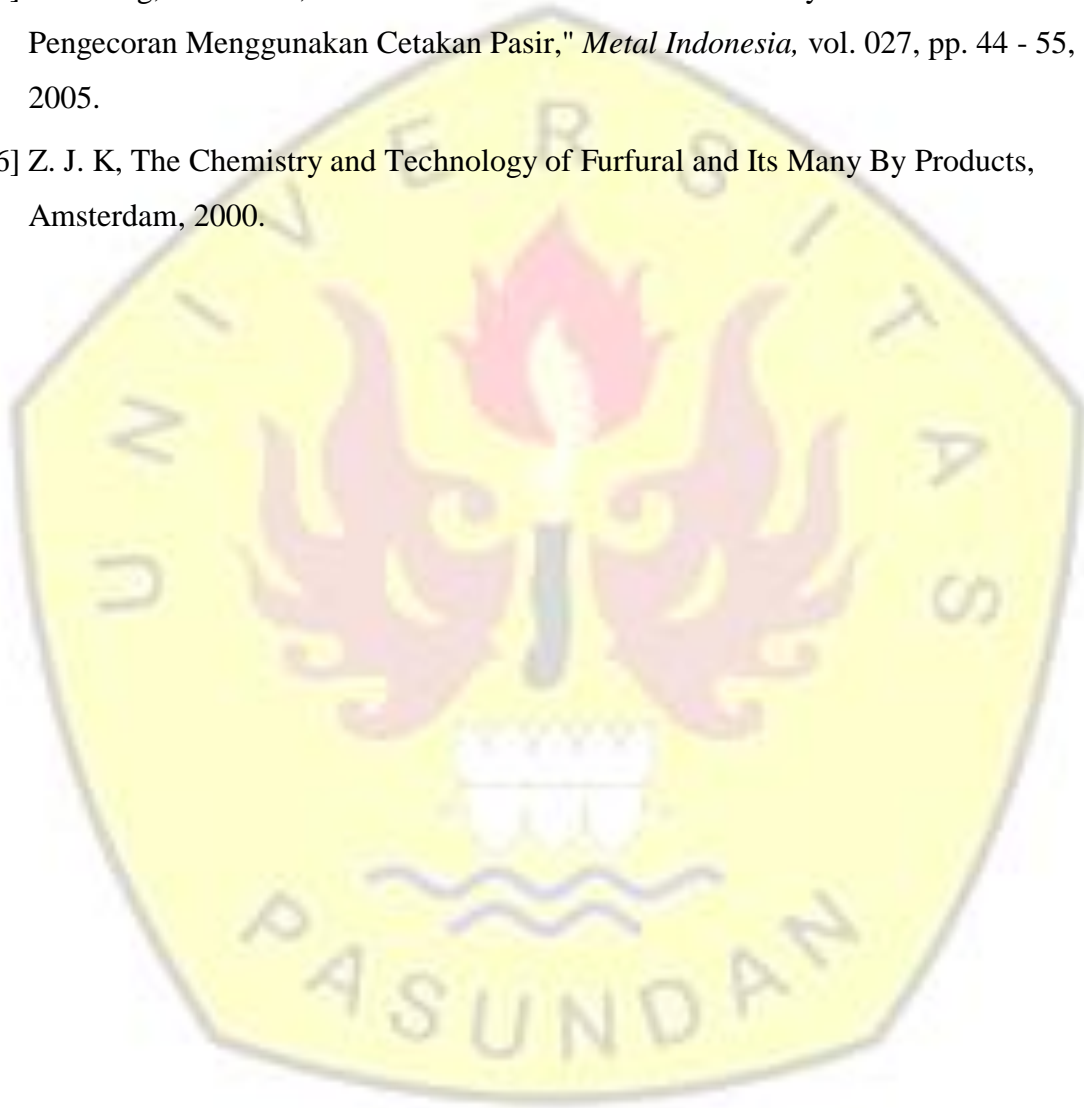 Pengecoran Menggunakan Cetakan Pasir," Metal Indonesia, vol. 027, pp. 44 - 55,
2005.
6] Z. J. K, The Chemistry and Technology of Furfural and Its Many By Products,
Amsterdam, 2000.
UNIVERSITAS
PASUNDAN